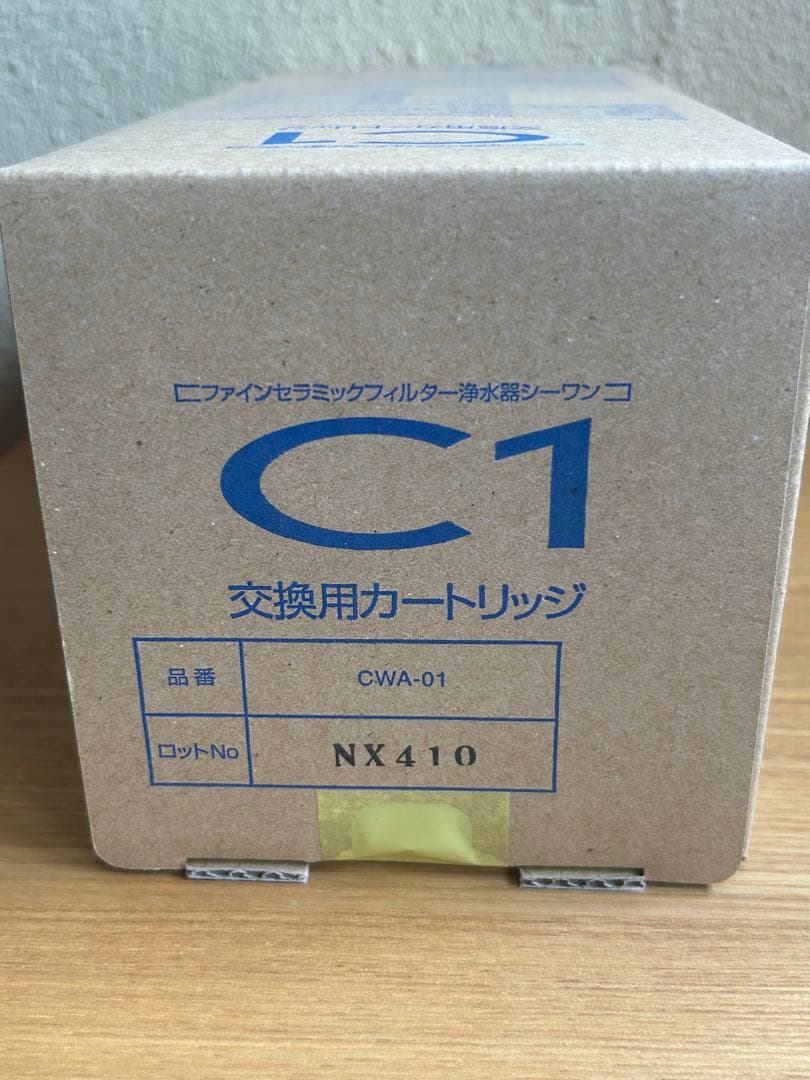 ファインセラミックフィルター浄水器シーワン
C1
交換用カートリッジ
品番 CWA-01
ロットNo NX410